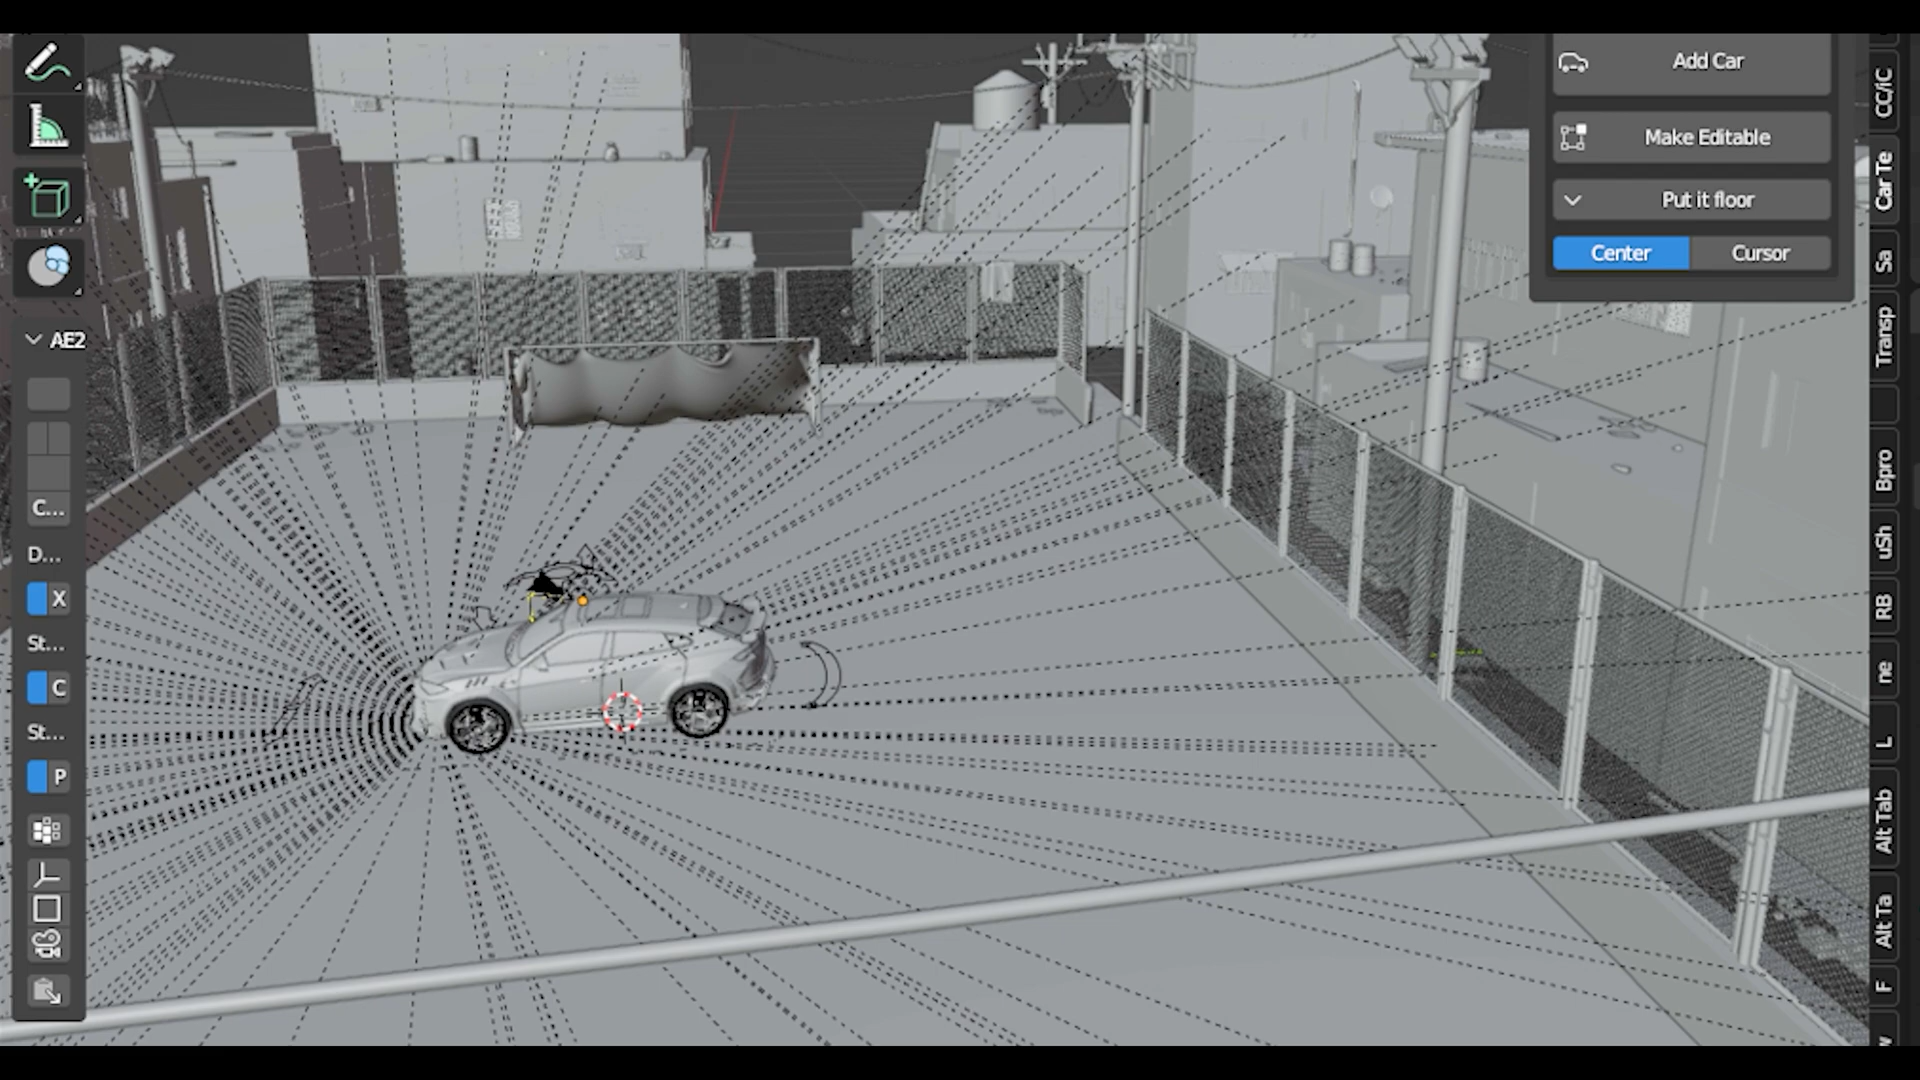 Add Car
Make Editable
Put it floor
Center
Cursor
AE2
C...
D...
X
St...
C
St...
P
CC/iC
Car Te
Sa
Transp
Bpro
uSh
RB
ne
L
Alt Tab
Alt Ta
F